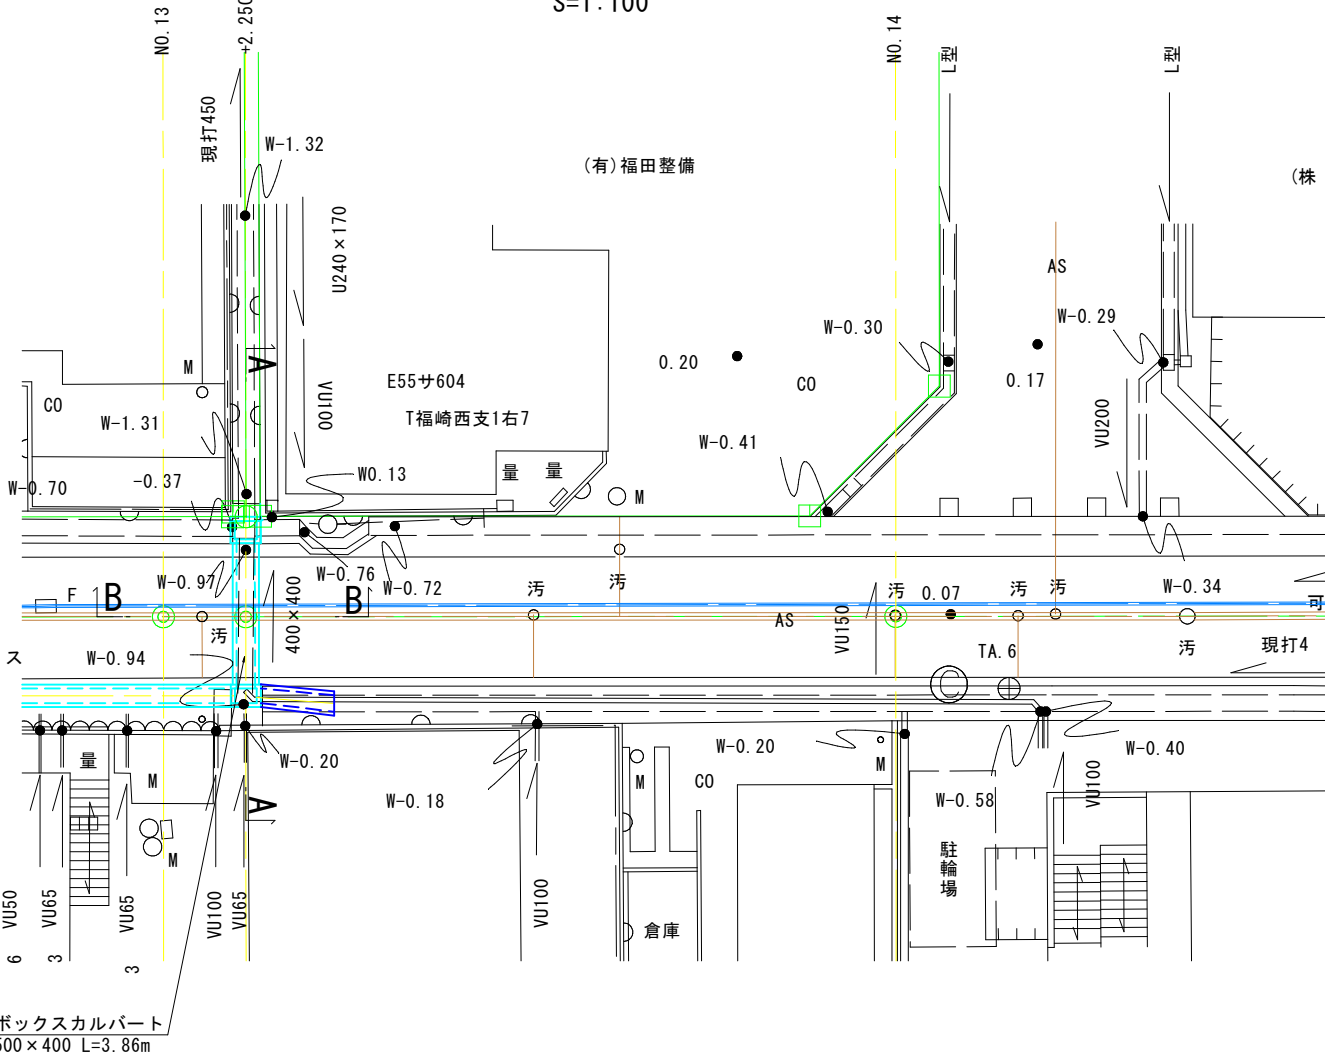 S=1:100
NO.13
+2.250
NO.14
L型
L型
現打450
W-1.32
(有)福田整備
(株
U240×170
AS
W-0.30
W-0.29
M
A
0.20
0.17
CO
E55サ604
CO
VU100
T福崎西支1右7
W-1.31
VU200
W-0.41
W-0.70
-0.37
W0.13
量
量
M
W-0.97
W-0.76
W-0.72
汚
汚
汚
0.07
汚
汚
W-0.34
F
B
B
400×400
可
汚
AS
VU150
ス
W-0.94
TA.6
汚
現打4
C
W-0.20
W-0.20
W-0.40
量
M
M
CO
M
W-0.18
W-0.58
VU100
M
駐輪場
VU50
VU65
VU65
VU100
VU65
VU100
倉庫
6
3
3
A
ボックスカルバート
500×400 L=3.86m